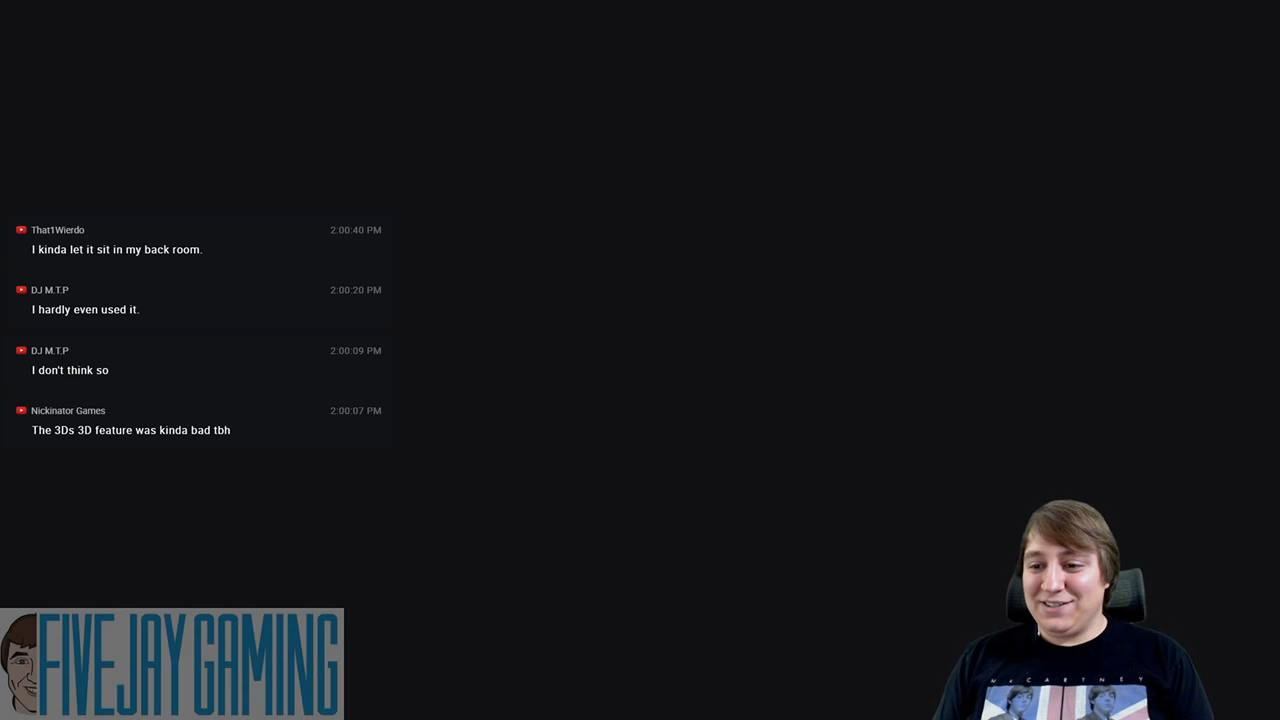 That1Wierdo 2:00:40 PM
I kinda let it sit in my back room.
DJ M.T.P 2:00:20 PM
I hardly even used it.
DJ M.T.P 2:00:09 PM
I don't think so
Nickinator Games 2:00:07 PM
The 3Ds 3D feature was kinda bad tbh
FIVEJAY GAMING
McCARTNEY